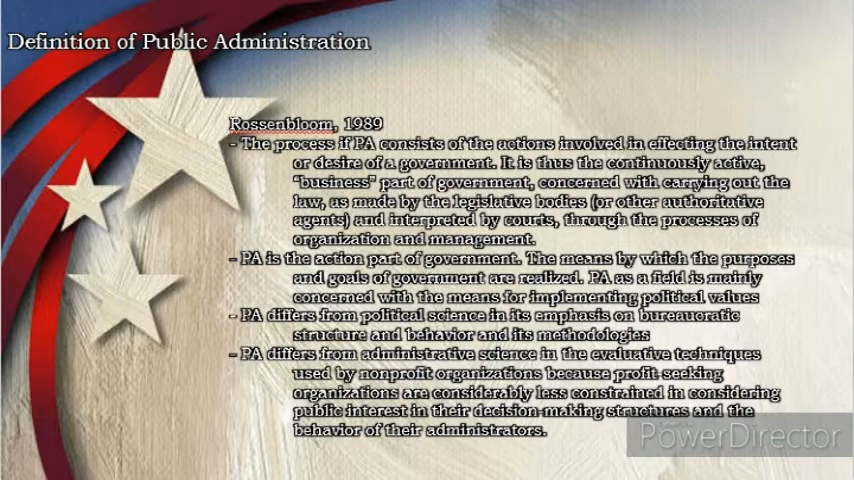 Definition of Public Administration
Rossenbloom, 1989
- The process if PA consists of the actions involved in effecting the intent
or desire of a government. It is thus the continuously active,
"business" part of government, concerned with carrying out the
law, as made by the legislative bodies (or other authoritative
agents) and interpreted by courts, through the processes of
organization and management.
- PA is the action part of government. The means by which the purposes
and goals of government are realized. PA as a field is mainly
concerned with the means for implementing political values
- PA differs from political science in its emphasis on bureaucratic
structure and behavior and its methodologies
- PA differs from administrative science in the evaluative techniques
used by nonprofit organizations because profit-seeking
organizations are considerably less constrained in considering
public interest in their decision-making structures and the
behavior of their administrators.
PowerDirector